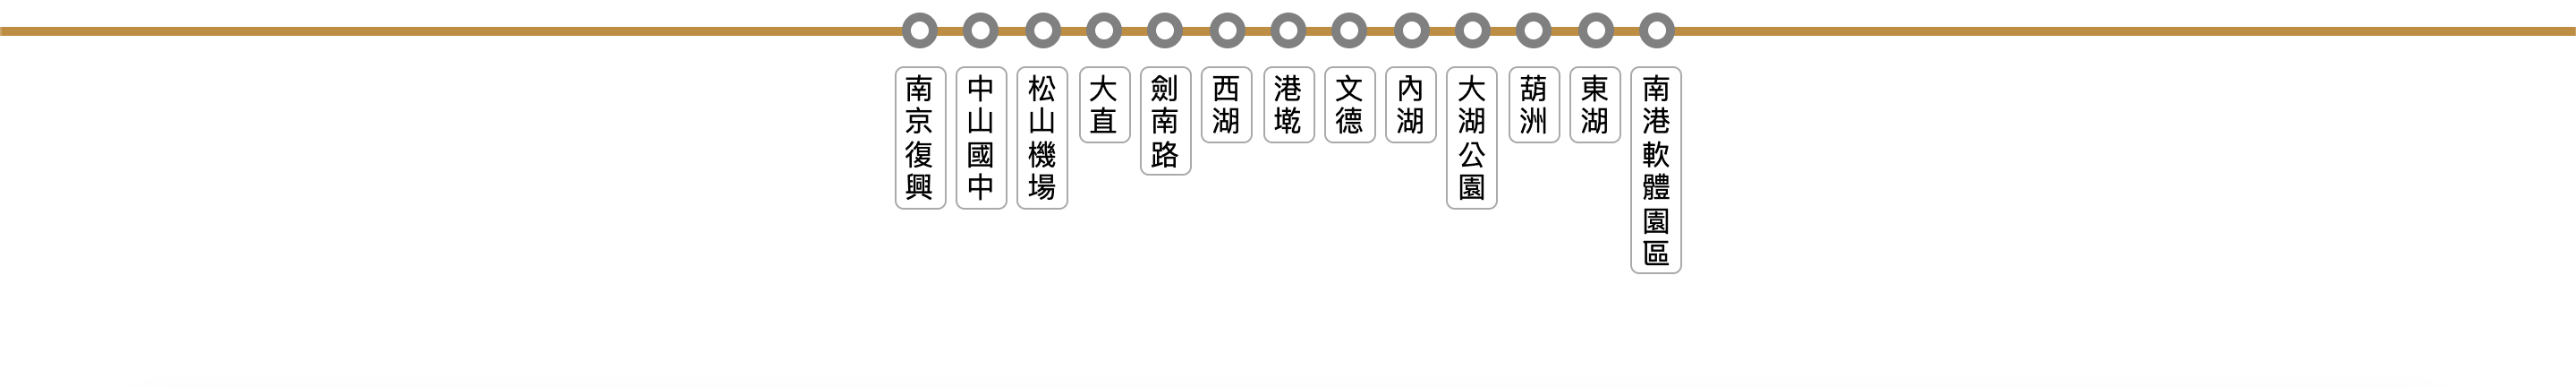 南京復興
中山國中
松山機場
大直
劍南路
西湖
港墘
文德
內湖
大湖公園
葫洲
東湖
南港軟體園區